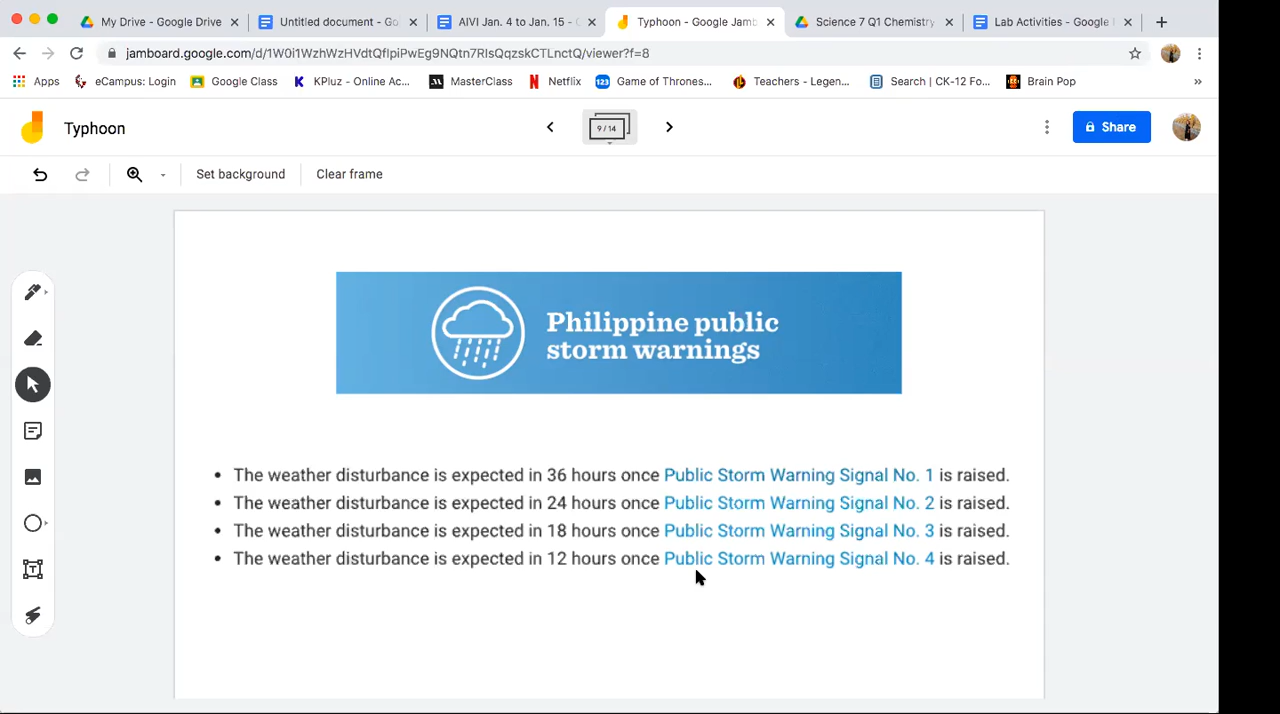 My Drive - Google Drive
Untitled document - Go
AIVI Jan. 4 to Jan. 15 - G
Typhoon - Google Jamb
Science 7 Q1 Chemistry
Lab Activities - Google
jamboard.google.com/d/1W0i1WzhWzHVdtQflpiPwEg9NQtn7RIsQqzskCTLnctQ/viewer?f=8
Apps
eCampus: Login
Google Class
KPluz - Online Ac...
MasterClass
Netflix
Game of Thrones...
Teachers - Legen...
Search | CK-12 Fo...
Brain Pop
»
Typhoon
9 / 14
Share
Set background
Clear frame
Philippine public
storm warnings
• The weather disturbance is expected in 36 hours once Public Storm Warning Signal No. 1 is raised.
• The weather disturbance is expected in 24 hours once Public Storm Warning Signal No. 2 is raised.
• The weather disturbance is expected in 18 hours once Public Storm Warning Signal No. 3 is raised.
• The weather disturbance is expected in 12 hours once Public Storm Warning Signal No. 4 is raised.